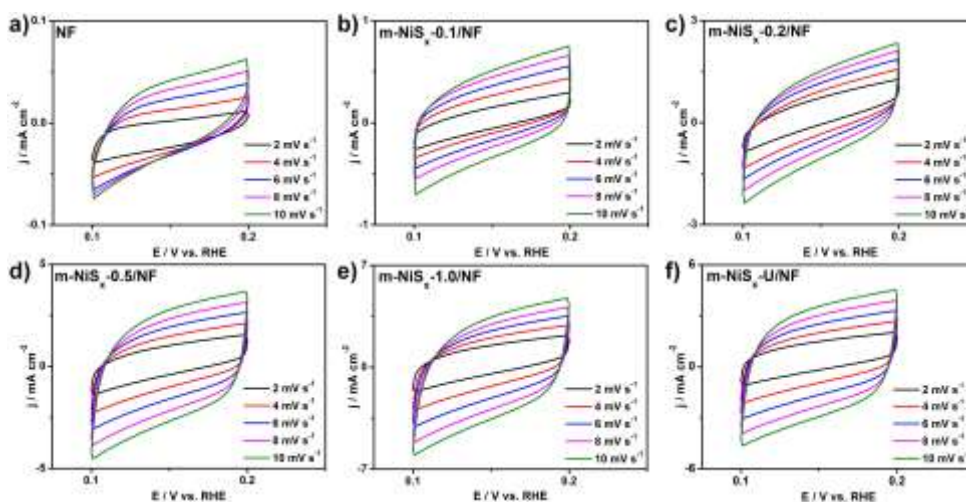 a) NF
0.1
0.0
-0.1
j / mA cm⁻²
2 mV s⁻¹
4 mV s⁻¹
6 mV s⁻¹
8 mV s⁻¹
10 mV s⁻¹
0.1 0.2
E / V vs. RHE
b) m-NiSₓ-0.1/NF
1
0
-1
j / mA cm⁻²
2 mV s⁻¹
4 mV s⁻¹
6 mV s⁻¹
8 mV s⁻¹
10 mV s⁻¹
0.1 0.2
E / V vs. RHE
c) m-NiSₓ-0.2/NF
3
0
-3
j / mA cm⁻²
2 mV s⁻¹
4 mV s⁻¹
6 mV s⁻¹
8 mV s⁻¹
10 mV s⁻¹
0.1 0.2
E / V vs. RHE
d) m-NiSₓ-0.5/NF
5
0
-5
j / mA cm⁻²
2 mV s⁻¹
4 mV s⁻¹
6 mV s⁻¹
8 mV s⁻¹
10 mV s⁻¹
0.1 0.2
E / V vs. RHE
e) m-NiSₓ-1.0/NF
7
0
-7
j / mA cm⁻²
2 mV s⁻¹
4 mV s⁻¹
6 mV s⁻¹
8 mV s⁻¹
10 mV s⁻¹
0.1 0.2
E / V vs. RHE
f) m-NiSₓ-U/NF
6
0
-6
j / mA cm⁻²
2 mV s⁻¹
4 mV s⁻¹
6 mV s⁻¹
8 mV s⁻¹
10 mV s⁻¹
0.1 0.2
E / V vs. RHE